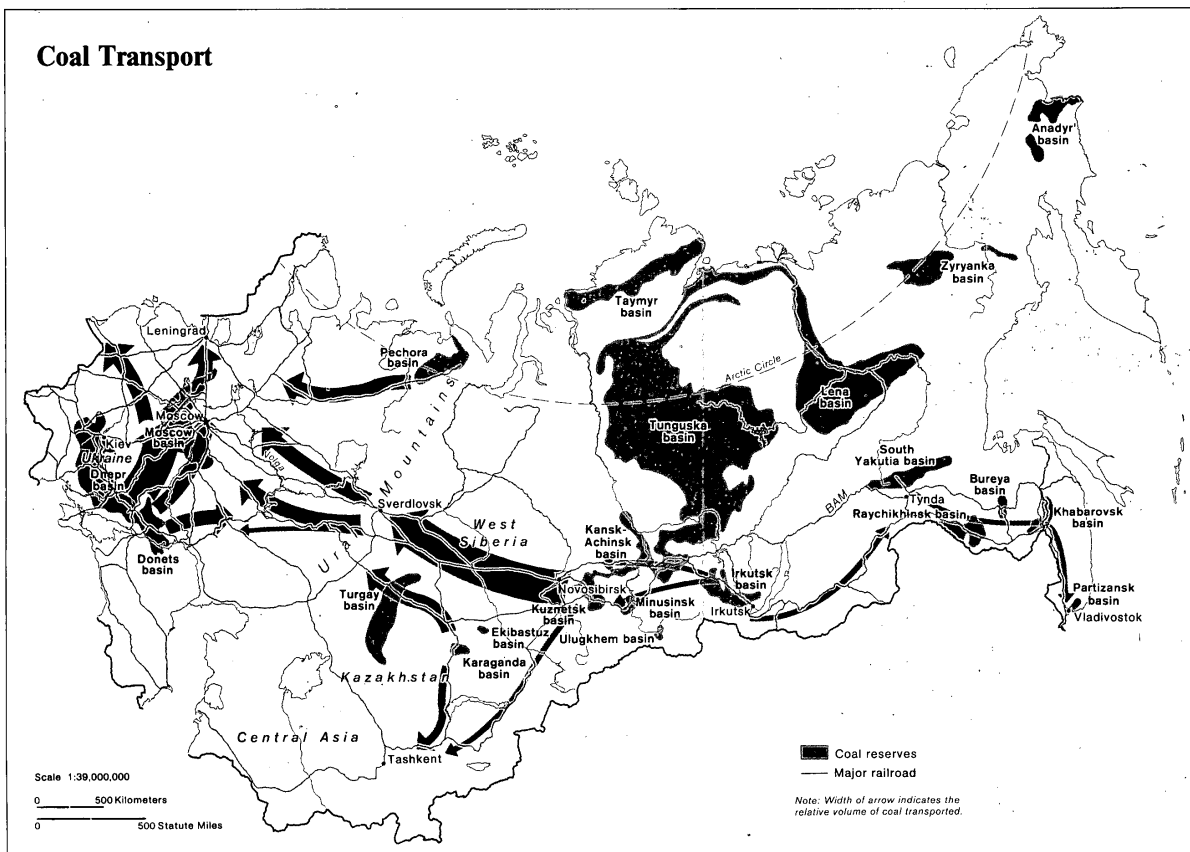 Coal Transport
Anadyr'
basin
Zyryanka
basin
Taymyr
basin
Leningrad
Pechora
basin
Arctic Circle
Lena
basin
Tunguska
basin
Moscow
Moscow
basin
Kiev
Ukraine
Dnepr
basin
Volga
Ural Mountains
Sverdlovsk
West
Siberia
South
Yakutia basin
BAM
Tynda
Bureya
basin
Raychikhinsk
basin
Khabarovsk
basin
Kansk-
Achinsk
basin
Donets
basin
Turgay
basin
Novosibirsk
Kuznetsk
basin
Minusinsk
basin
Irkutsk
basin
Irkutsk
Partizansk
basin
Vladivostok
Ulugkhem basin
Ekibastuz
basin
Karaganda
basin
Kazakhstan
Central Asia
Tashkent
Coal reserves
Major railroad
Scale 1:39,000,000
0 500 Kilometers
0 500 Statute Miles
Note: Width of arrow indicates the
relative volume of coal transported.